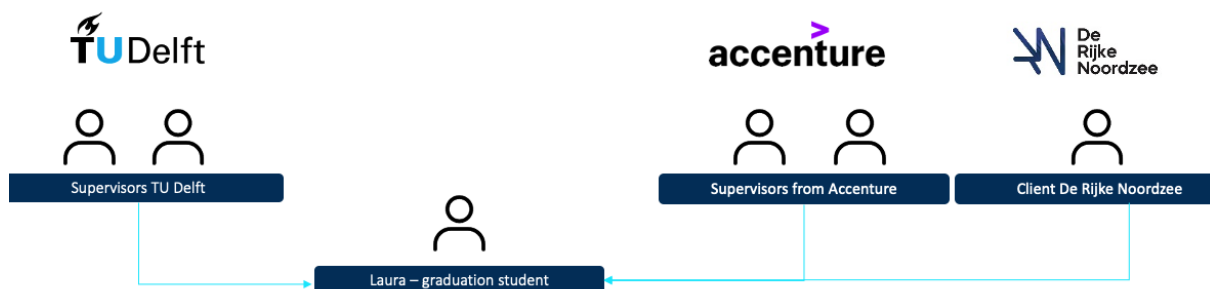 TU Delft
accenture
De
Rijke
Noordzee
Supervisors TU Delft
Supervisors from Accenture
Client De Rijke Noordzee
Laura – graduation student